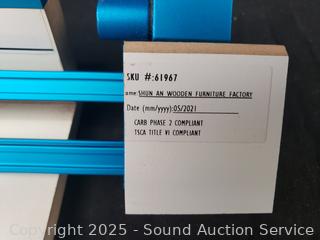 SKU #:61967
ame:SHUN AN WOODEN FURNITURE FACTORY
Date (mm/yyyy):05/2021
CARB PHASE 2 COMPLIANT
TSCA TITLE VI COMPLIANT
Copyright © 2025 - Sound Auction Service